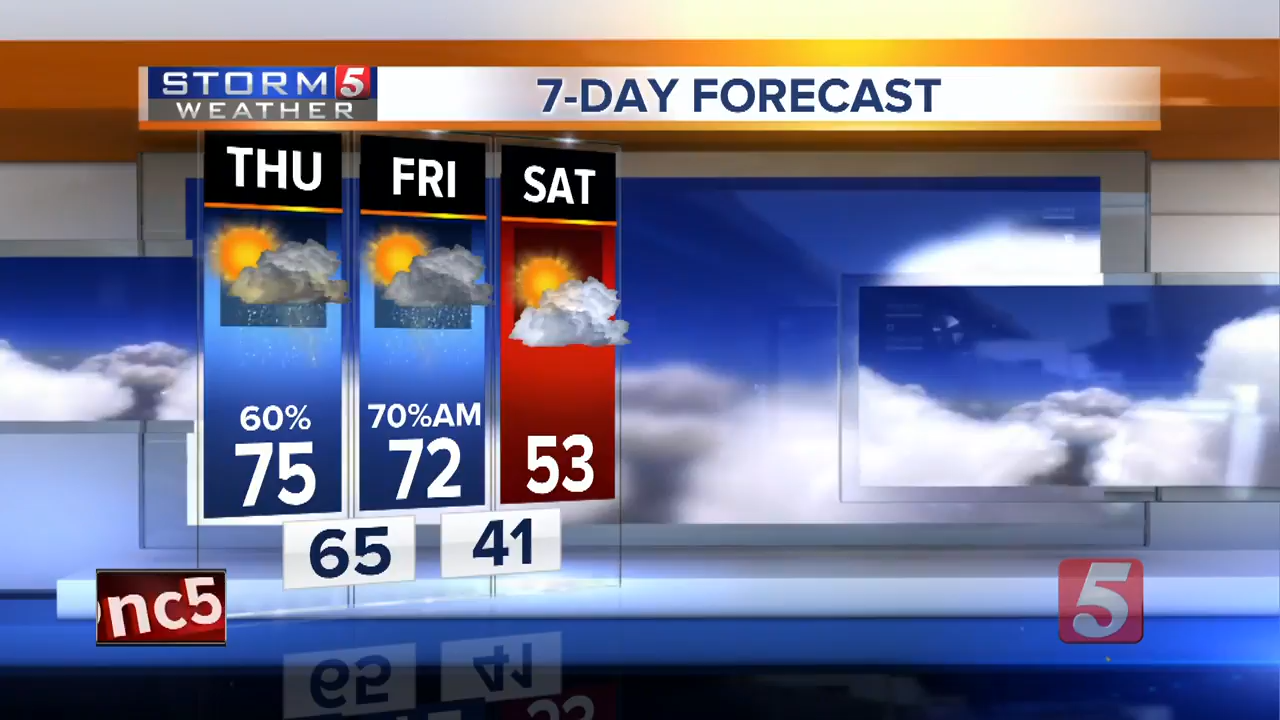 STORM 5
WEATHER
7-DAY FORECAST
THU
FRI
SAT
60%
70%AM
75
72
53
65
41
nc5
5